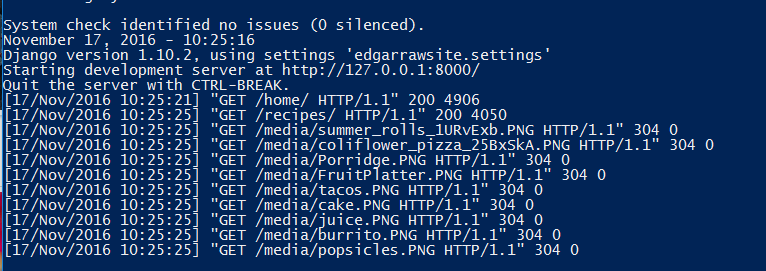 System check identified no issues (0 silenced).
November 17, 2016 - 10:25:16
Django version 1.10.2, using settings 'edgarrawsite.settings'
Starting development server at http://127.0.0.1:8000/
Quit the server with CTRL-BREAK.
[17/Nov/2016 10:25:21] "GET /home/ HTTP/1.1" 200 4906
[17/Nov/2016 10:25:25] "GET /recipes/ HTTP/1.1" 200 4050
[17/Nov/2016 10:25:25] "GET /media/summer_rolls_1URvExb.PNG HTTP/1.1" 304 0
[17/Nov/2016 10:25:25] "GET /media/coliflower_pizza_25BxSkA.PNG HTTP/1.1" 304 0
[17/Nov/2016 10:25:25] "GET /media/Porridge.PNG HTTP/1.1" 304 0
[17/Nov/2016 10:25:25] "GET /media/FruitPlatter.PNG HTTP/1.1" 304 0
[17/Nov/2016 10:25:25] "GET /media/tacos.PNG HTTP/1.1" 304 0
[17/Nov/2016 10:25:25] "GET /media/cake.PNG HTTP/1.1" 304 0
[17/Nov/2016 10:25:25] "GET /media/juice.PNG HTTP/1.1" 304 0
[17/Nov/2016 10:25:25] "GET /media/burrito.PNG HTTP/1.1" 304 0
[17/Nov/2016 10:25:25] "GET /media/popsicles.PNG HTTP/1.1" 304 0